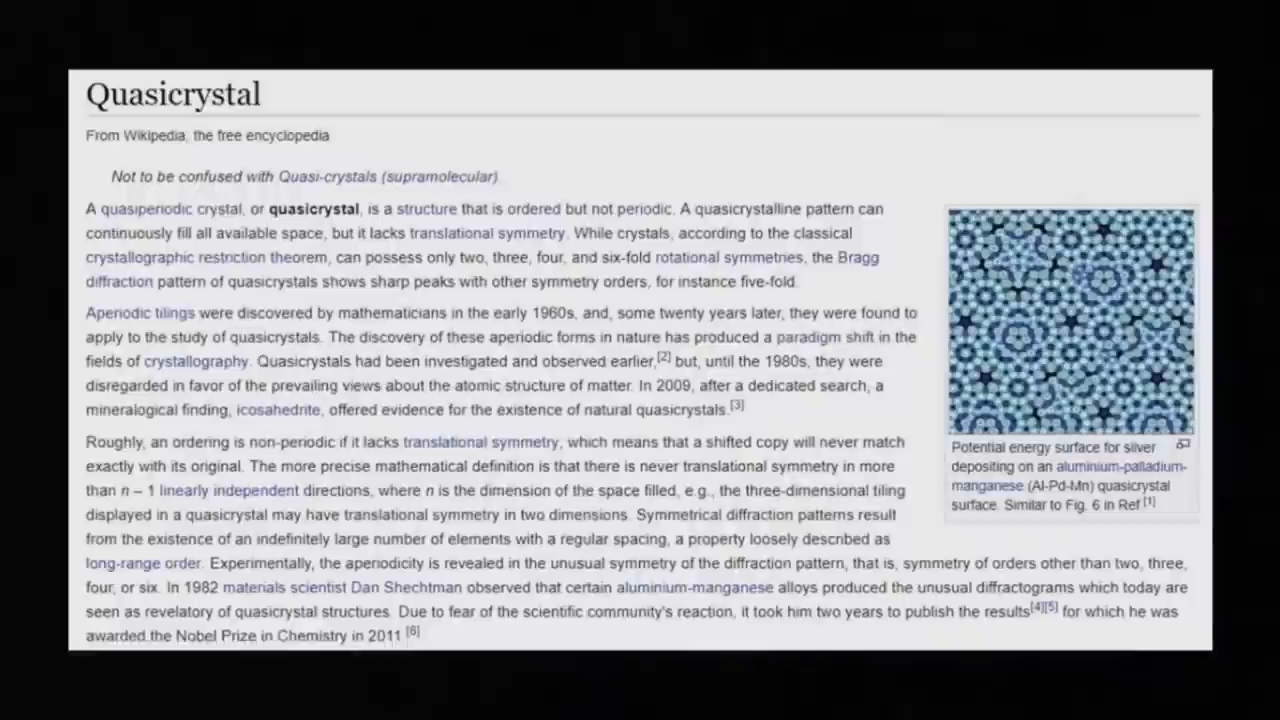 Quasicrystal
From Wikipedia, the free encyclopedia
Not to be confused with Quasi-crystals (supramolecular).
A quasiperiodic crystal, or quasicrystal, is a structure that is ordered but not periodic. A quasicrystalline pattern can
continuously fill all available space, but it lacks translational symmetry. While crystals, according to the classical
crystallographic restriction theorem, can possess only two, three, four, and six-fold rotational symmetries, the Bragg
diffraction pattern of quasicrystals shows sharp peaks with other symmetry orders, for instance five-fold.
Aperiodic tilings were discovered by mathematicians in the early 1960s, and, some twenty years later, they were found to
apply to the study of quasicrystals. The discovery of these aperiodic forms in nature has produced a paradigm shift in the
fields of crystallography. Quasicrystals had been investigated and observed earlier,[2] but, until the 1980s, they were
disregarded in favor of the prevailing views about the atomic structure of matter. In 2009, after a dedicated search, a
mineralogical finding, icosahedrite, offered evidence for the existence of natural quasicrystals.[3]
Roughly, an ordering is non-periodic if it lacks translational symmetry, which means that a shifted copy will never match
exactly with its original. The more precise mathematical definition is that there is never translational symmetry in more
than n – 1 linearly independent directions, where n is the dimension of the space filled, e.g., the three-dimensional tiling
displayed in a quasicrystal may have translational symmetry in two dimensions. Symmetrical diffraction patterns result
from the existence of an indefinitely large number of elements with a regular spacing, a property loosely described as
long-range order. Experimentally, the aperiodicity is revealed in the unusual symmetry of the diffraction pattern, that is, symmetry of orders other than two, three,
four, or six. In 1982 materials scientist Dan Shechtman observed that certain aluminium-manganese alloys produced the unusual diffractograms which today are
seen as revelatory of quasicrystal structures. Due to fear of the scientific community's reaction, it took him two years to publish the results[4][5] for which he was
awarded the Nobel Prize in Chemistry in 2011.[6]
Potential energy surface for silver
depositing on an aluminium-palladium-
manganese (Al-Pd-Mn) quasicrystal
surface. Similar to Fig. 6 in Ref.[1]